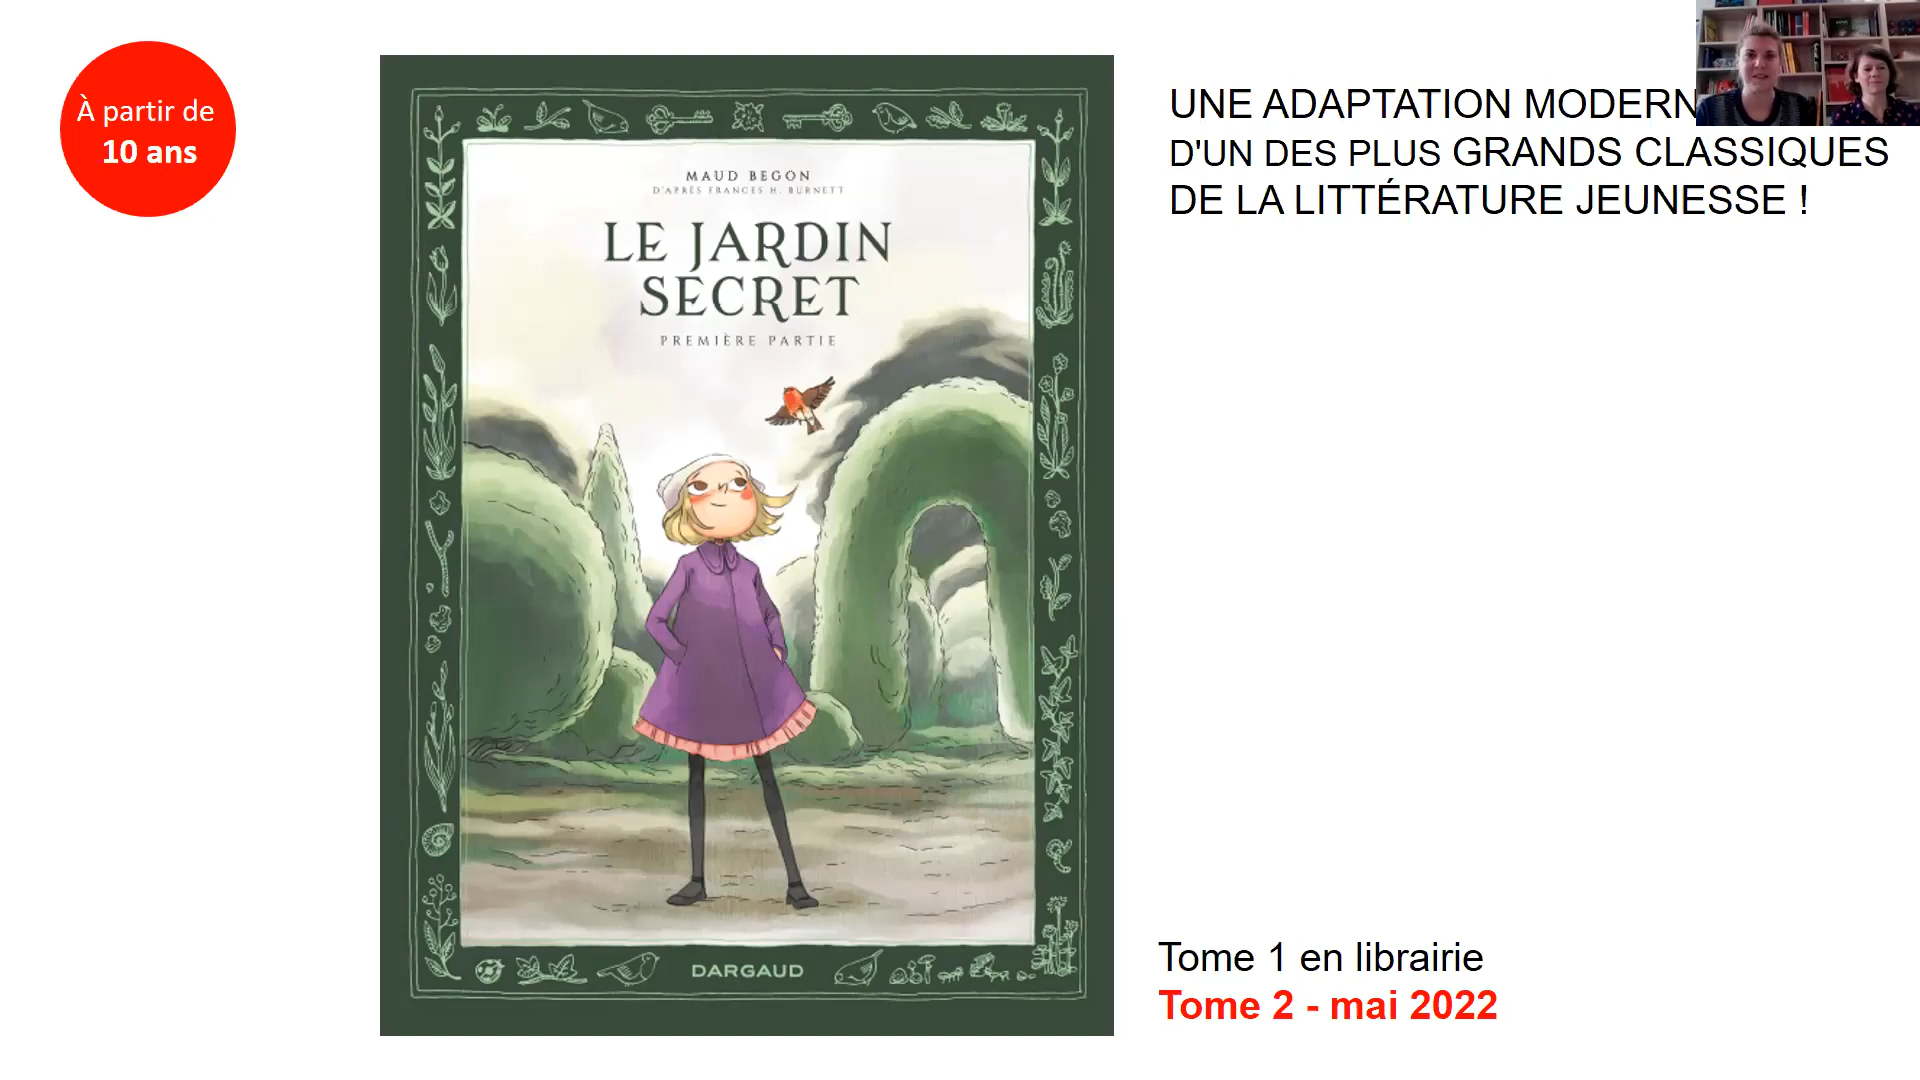 À partir de
10 ans
MAUD BEGON
D'APRÈS FRANCES H. BURNETT
LE JARDIN
SECRET
PREMIÈRE PARTIE
DARGAUD
UNE ADAPTATION MODERN
D'UN DES PLUS GRANDS CLASSIQUES
DE LA LITTÉRATURE JEUNESSE !
Tome 1 en librairie
Tome 2 - mai 2022